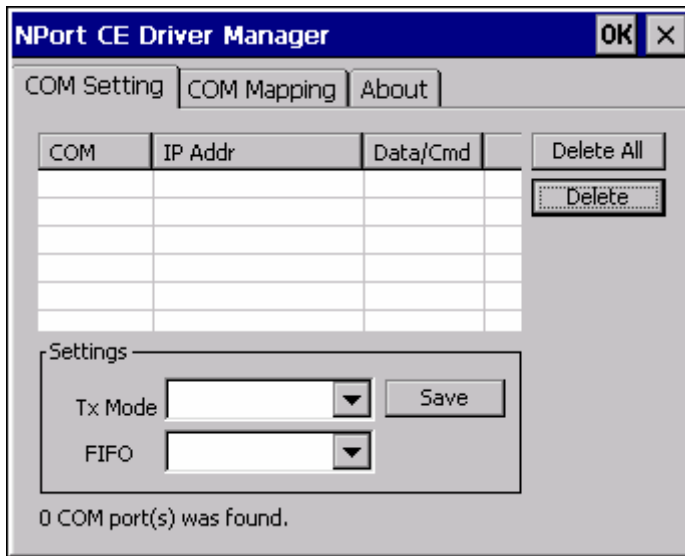 NPort CE Driver Manager OK ×
COM Setting COM Mapping About
COM IP Addr Data/Cmd Delete All
Delete
Settings
Tx Mode Save
FIFO
0 COM port(s) was found.